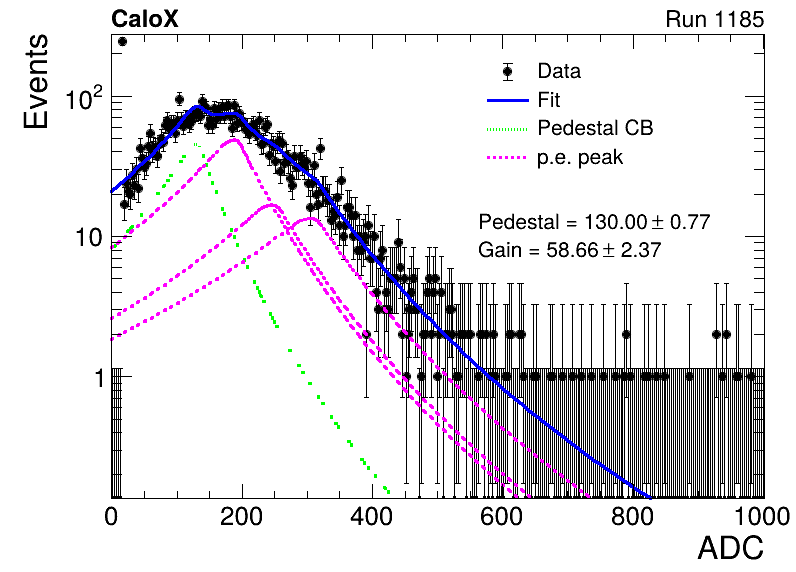 CaloX Run 1185
Events
Data
Fit
Pedestal CB
p.e. peak
Pedestal = 130.00 ± 0.77
Gain = 58.66 ± 2.37
10²
10
1
0 200 400 600 800 1000
ADC